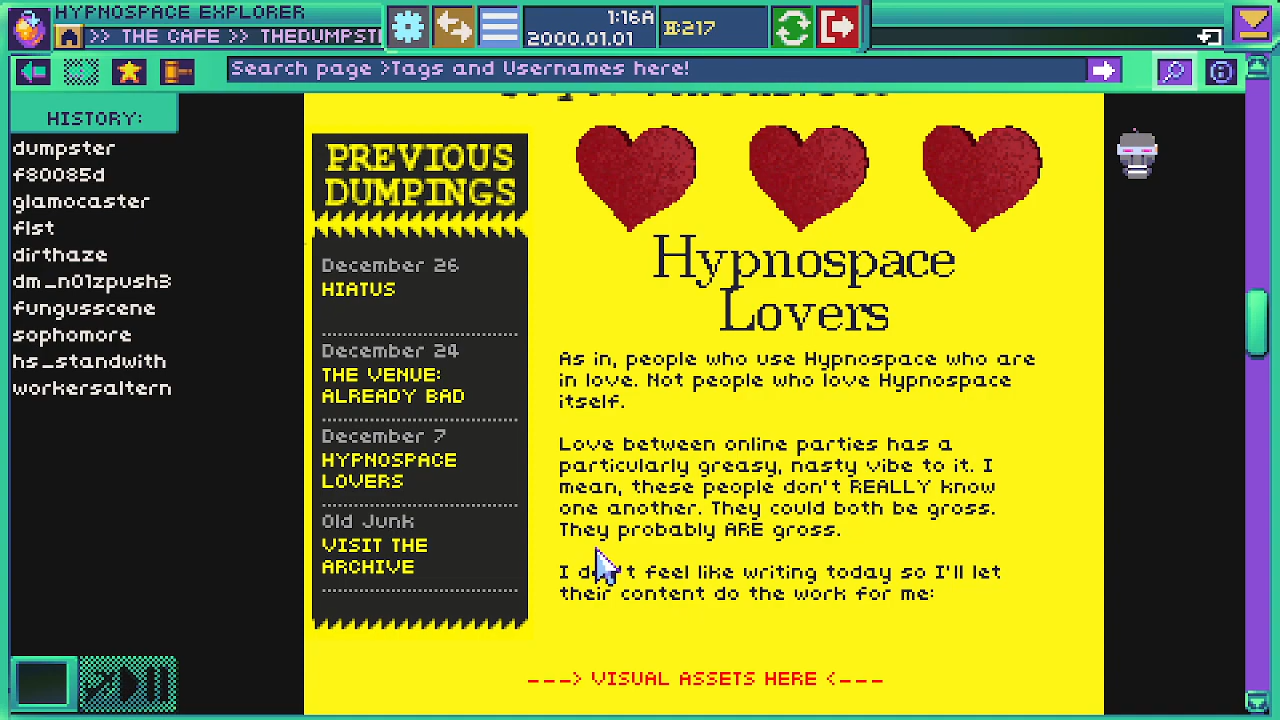 HYPNOSPACE EXPLORER
>> THE CAFE >> THEDUMPST
1:16A
2000.01.01
217
Search page >Tags and Usernames here!
HISTORY:
dumpster
f80085d
glamocaster
fist
dirthaze
dm_n01zpush3
fungusscene
sophomore
hs_standwith
workersaltern
PREVIOUS
DUMPINGS
December 26
HIATUS
December 24
THE VENUE:
ALREADY BAD
December 7
HYPNOSPACE
LOVERS
Old Junk
VISIT THE
ARCHIVE
Hypnospace
Lovers
As in, people who use Hypnospace who are
in love. Not people who love Hypnospace
itself.
Love between online parties has a
particularly greasy, nasty vibe to it. I
mean, these people don't REALLY know
one another. They could both be gross.
They probably ARE gross.
I don't feel like writing today so I'll let
their content do the work for me:
---> VISUAL ASSETS HERE <---